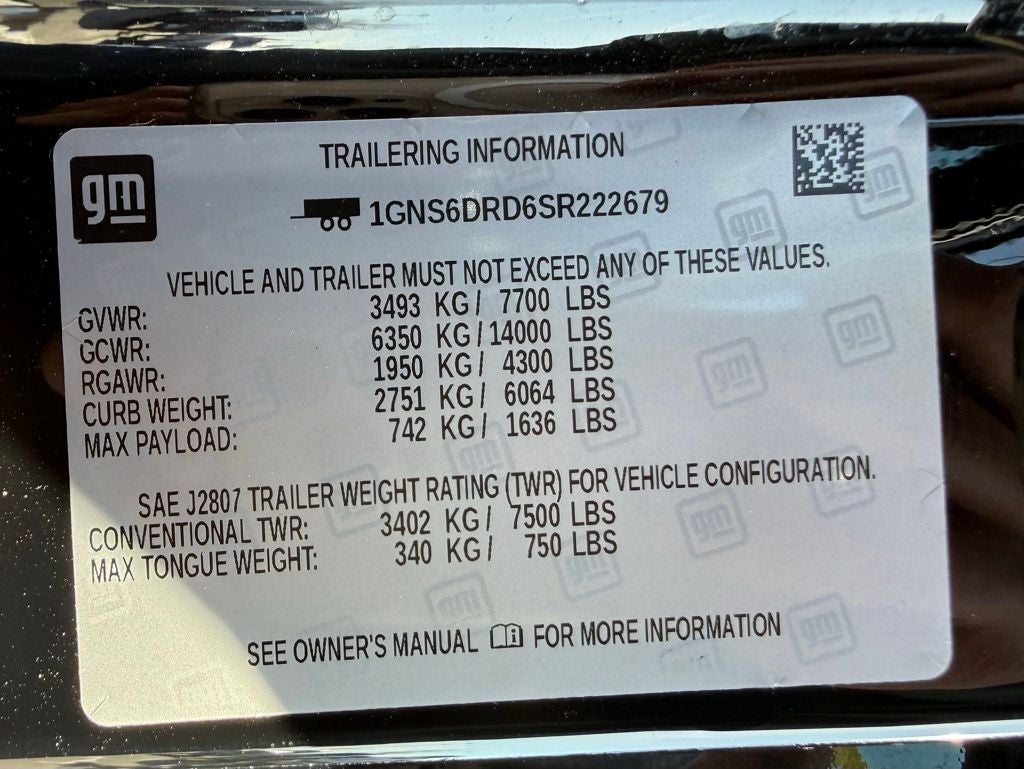 gm
TRAILERING INFORMATION
1GNS6DRD6SR222679
VEHICLE AND TRAILER MUST NOT EXCEED ANY OF THESE VALUES.
GVWR: 3493 KG / 7700 LBS
GCWR: 6350 KG / 14000 LBS
RGAWR: 1950 KG / 4300 LBS
CURB WEIGHT: 2751 KG / 6064 LBS
MAX PAYLOAD: 742 KG / 1636 LBS
SAE J2807 TRAILER WEIGHT RATING (TWR) FOR VEHICLE CONFIGURATION.
CONVENTIONAL TWR: 3402 KG / 7500 LBS
MAX TONGUE WEIGHT: 340 KG / 750 LBS
SEE OWNER'S MANUAL FOR MORE INFORMATION